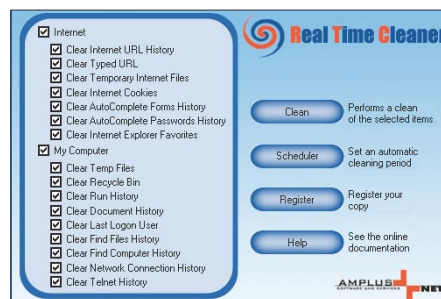 Internet
Clear Internet URL History
Clear Typed URL
Clear Temporary Internet Files
Clear Internet Cookies
Clear AutoComplete Forms History
Clear AutoComplete Passwords History
Clear Internet Explorer Favorites
My Computer
Clear Temp Files
Clear Recycle Bin
Clear Run History
Clear Document History
Clear Last Logon User
Clear Find Files History
Clear Find Computer History
Clear Network Connection History
Clear Telnet History
Real Time Cleaner
Clean
Performs a clean
of the selected items
Scheduler
Set an automatic
cleaning period
Register
Register your
copy
Help
See the online
documentation
AMPLUS
SOFTWARE AND SERVICES
NET